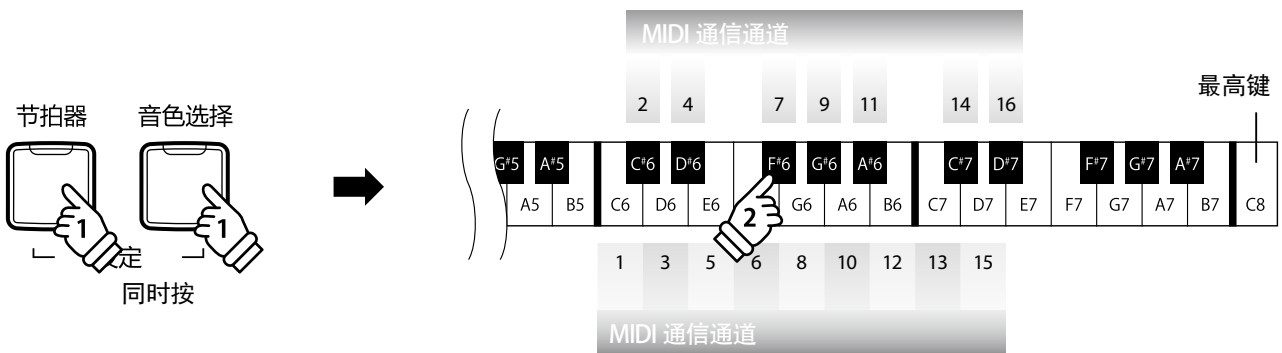 MIDI 通信通道
2 4 7 9 11 14 16
最高键
节拍器 音色选择
G#5 A#5 C#6 D#6 F#6 G#6 A#6 C#7 D#7 F#7 G#7 A#7
A5 B5 C6 D6 E6 G6 A6 B6 C7 D7 E7 F7 G7 A7 B7 C8
1 1 2
定
同时按
1 3 5 6 8 10 12 13 15
MIDI 通信通道